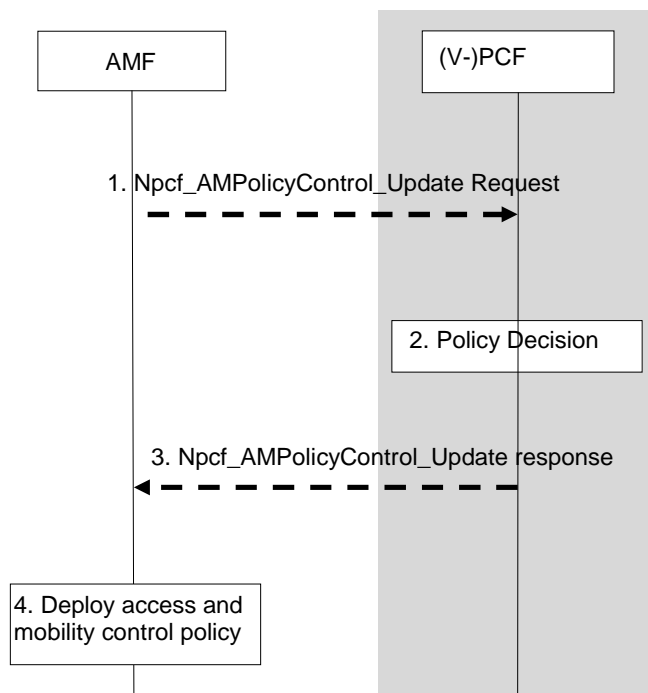 AMF
(V-)PCF
1. Npcf_AMPolicyControl_Update Request
2. Policy Decision
3. Npcf_AMPolicyControl_Update response
4. Deploy access and
mobility control policy